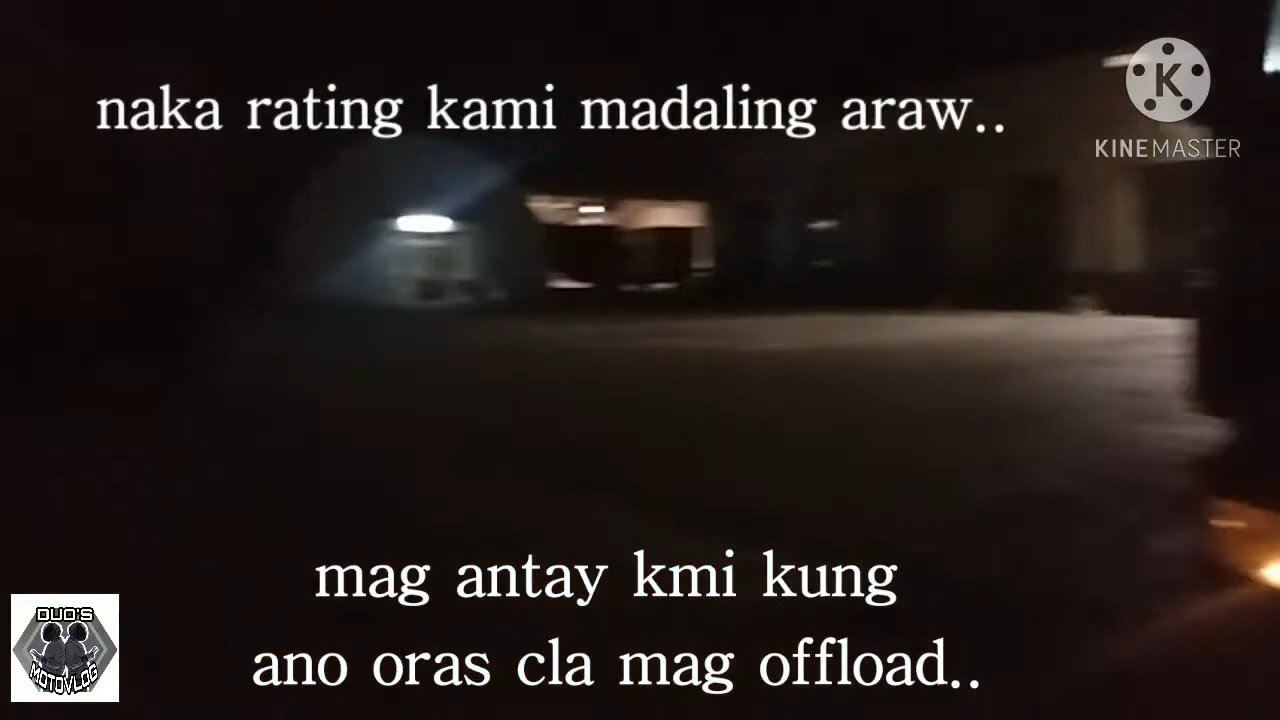 naka rating kami madaling araw..
K
KINEMASTER
mag antay kmi kung
ano oras cla mag offload..
DUO'S
MOTOVLOG